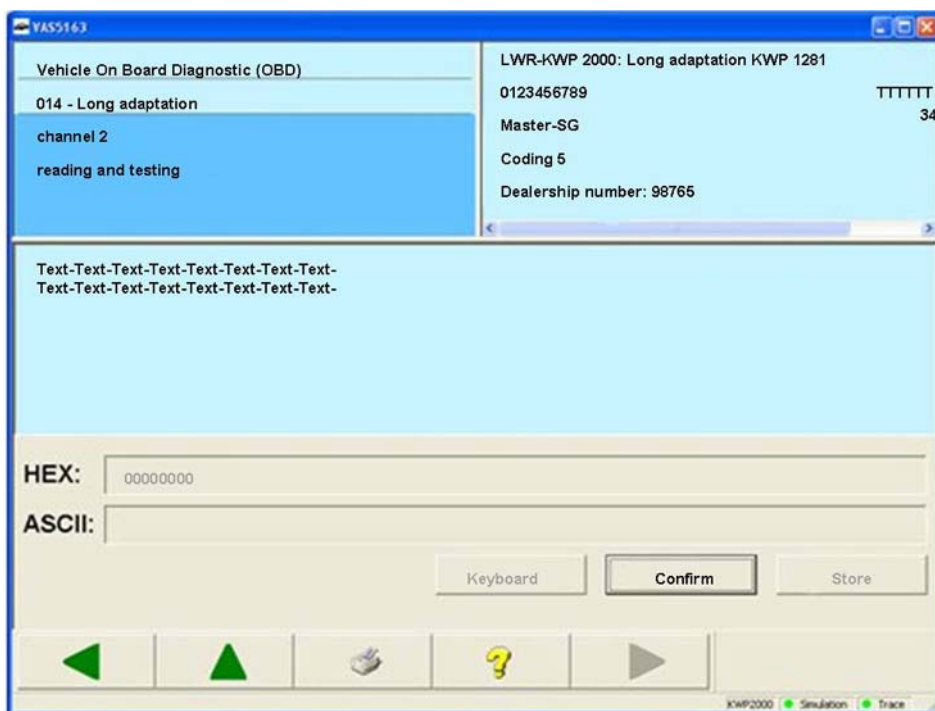 VAS5163
Vehicle On Board Diagnostic (OBD)
014 - Long adaptation
channel 2
reading and testing
LWR-KWP 2000: Long adaptation KWP 1281
0123456789 TTTTTT
34
Master-SG
Coding 5
Dealership number: 98765
Text-Text-Text-Text-Text-Text-Text-Text-
Text-Text-Text-Text-Text-Text-Text-Text-
HEX: 00000000
ASCII:
Keyboard Confirm Store
KWP2000 Simulation Trace